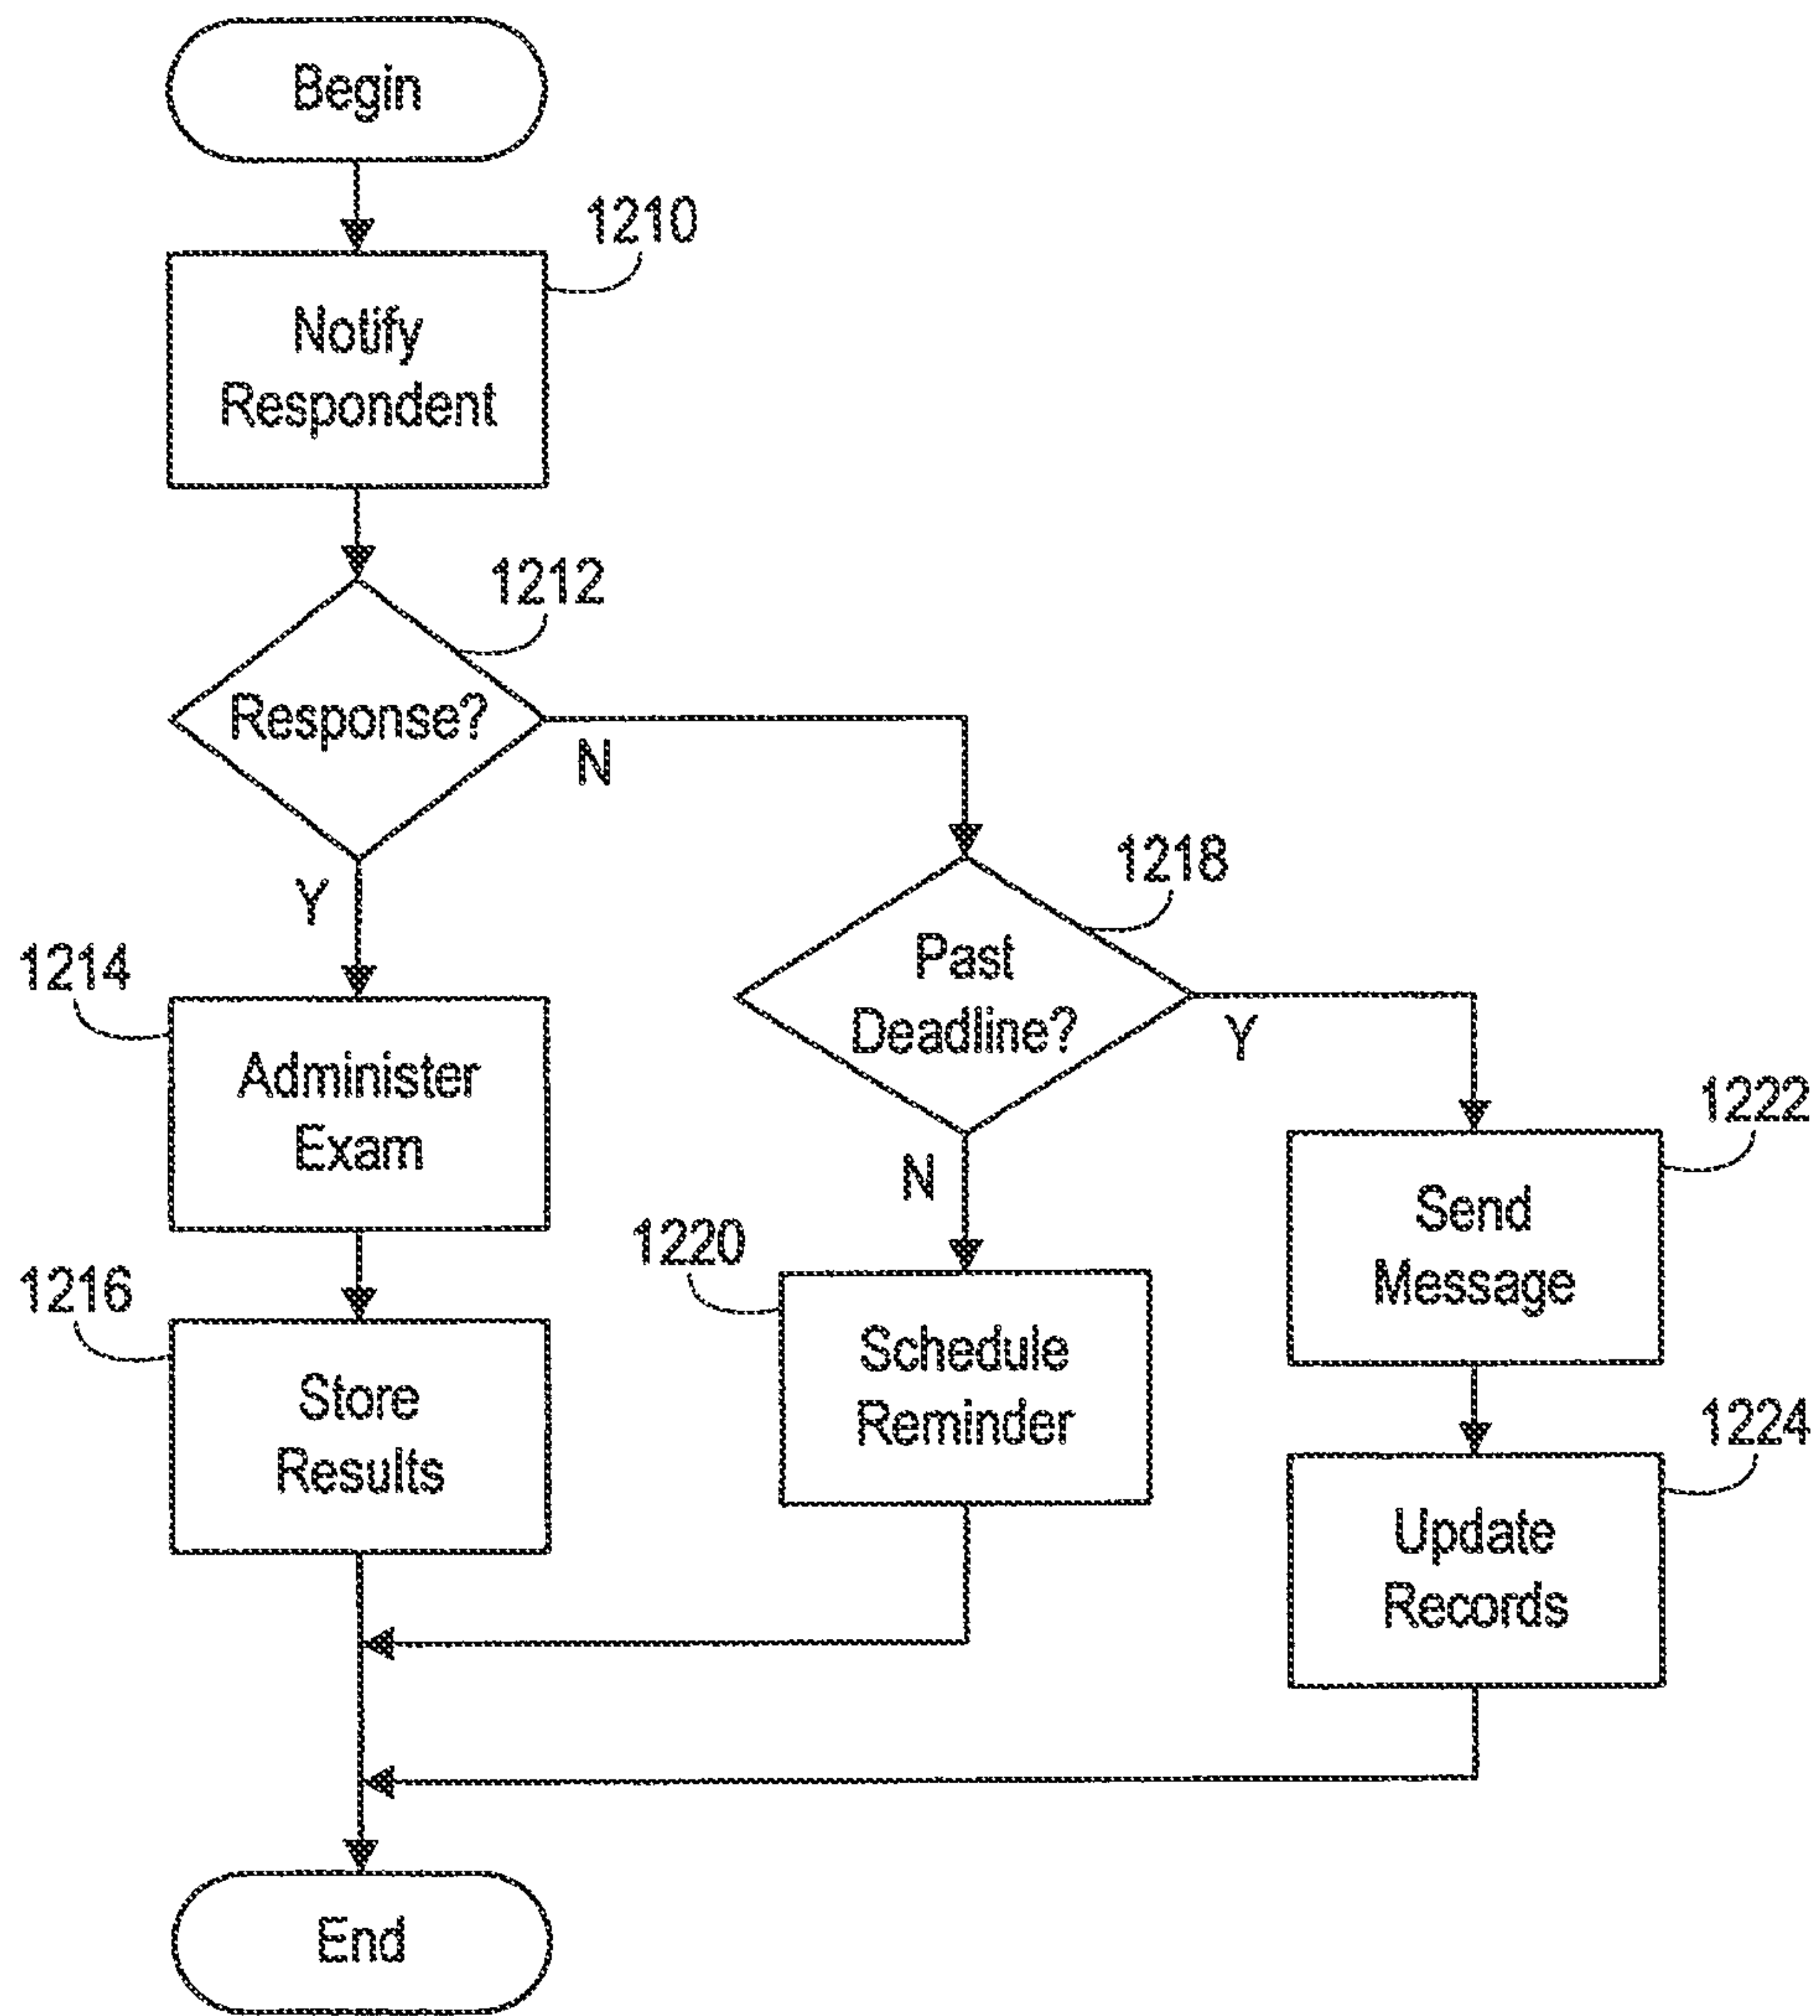 Begin
1210
Notify
Respondent
1212
Response?
N
Y
1218
Past
Deadline?
Y
N
1214
Administer
Exam
1222
Send
Message
1220
Schedule
Reminder
1216
Store
Results
1224
Update
Records
End